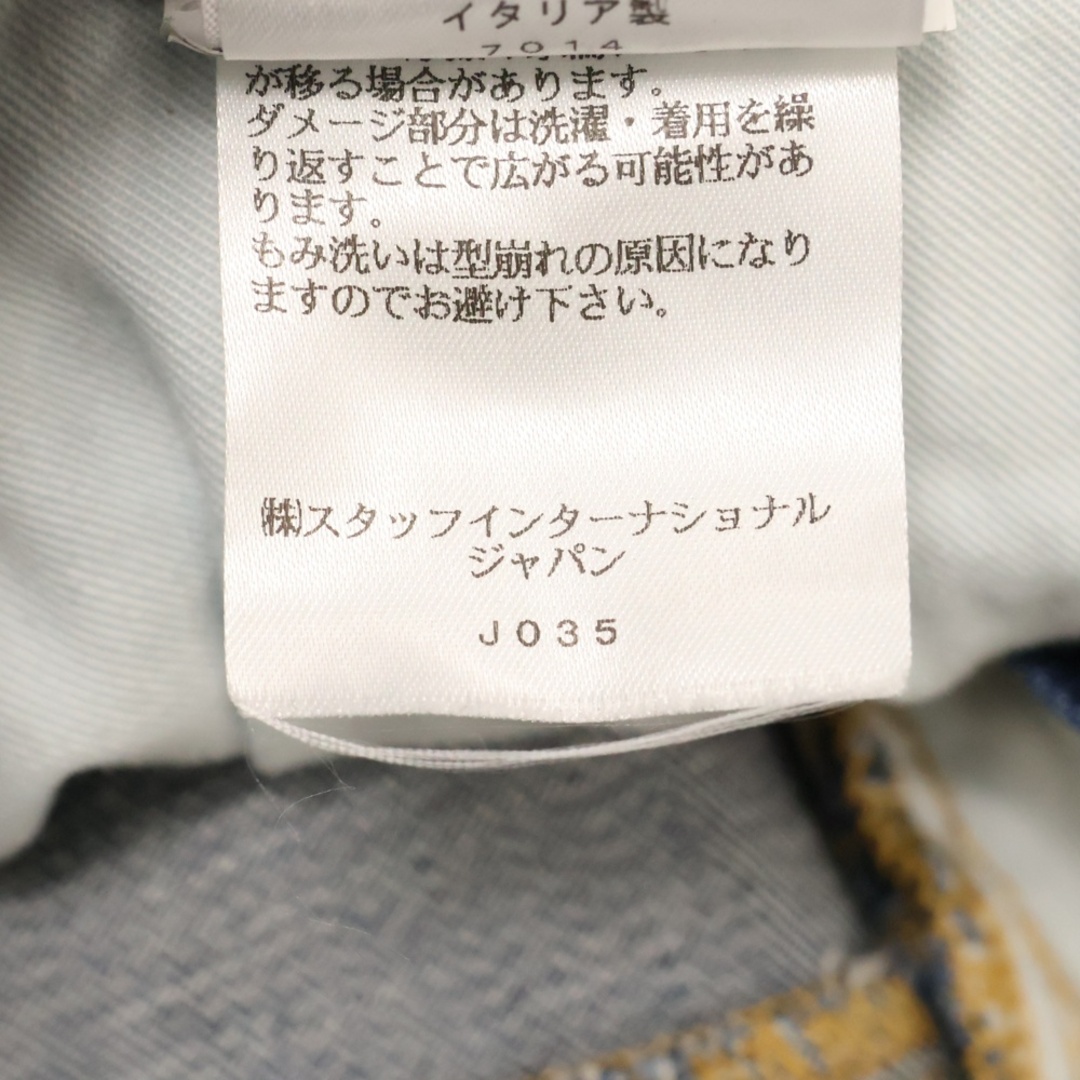 イタリア製
が移る場合があります。
ダメージ部分は洗濯・着用を繰
り返すことで広がる可能性があ
ります。
もみ洗いは型崩れの原因になり
ますのでお避け下さい。
㈱スタッフインターナショナル
ジャパン
J035